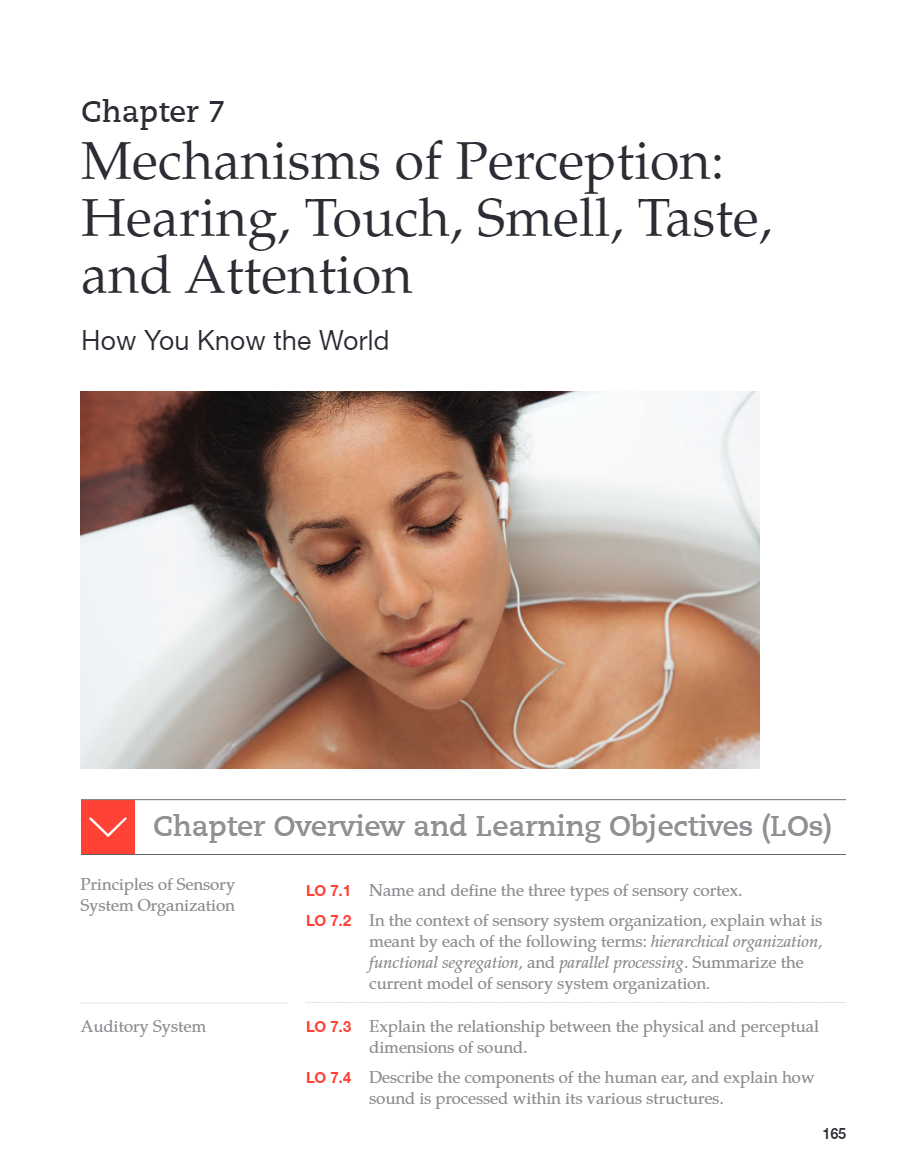 Chapter 7
Mechanisms of Perception:
Hearing, Touch, Smell, Taste,
and Attention
How You Know the World
Chapter Overview and Learning Objectives (LOs)
Principles of Sensory
System Organization
LO 7.1 Name and define the three types of sensory cortex.
LO 7.2 In the context of sensory system organization, explain what is
meant by each of the following terms: hierarchical organization,
functional segregation, and parallel processing. Summarize the
current model of sensory system organization.
Auditory System
LO 7.3 Explain the relationship between the physical and perceptual
dimensions of sound.
LO 7.4 Describe the components of the human ear, and explain how
sound is processed within its various structures.
165